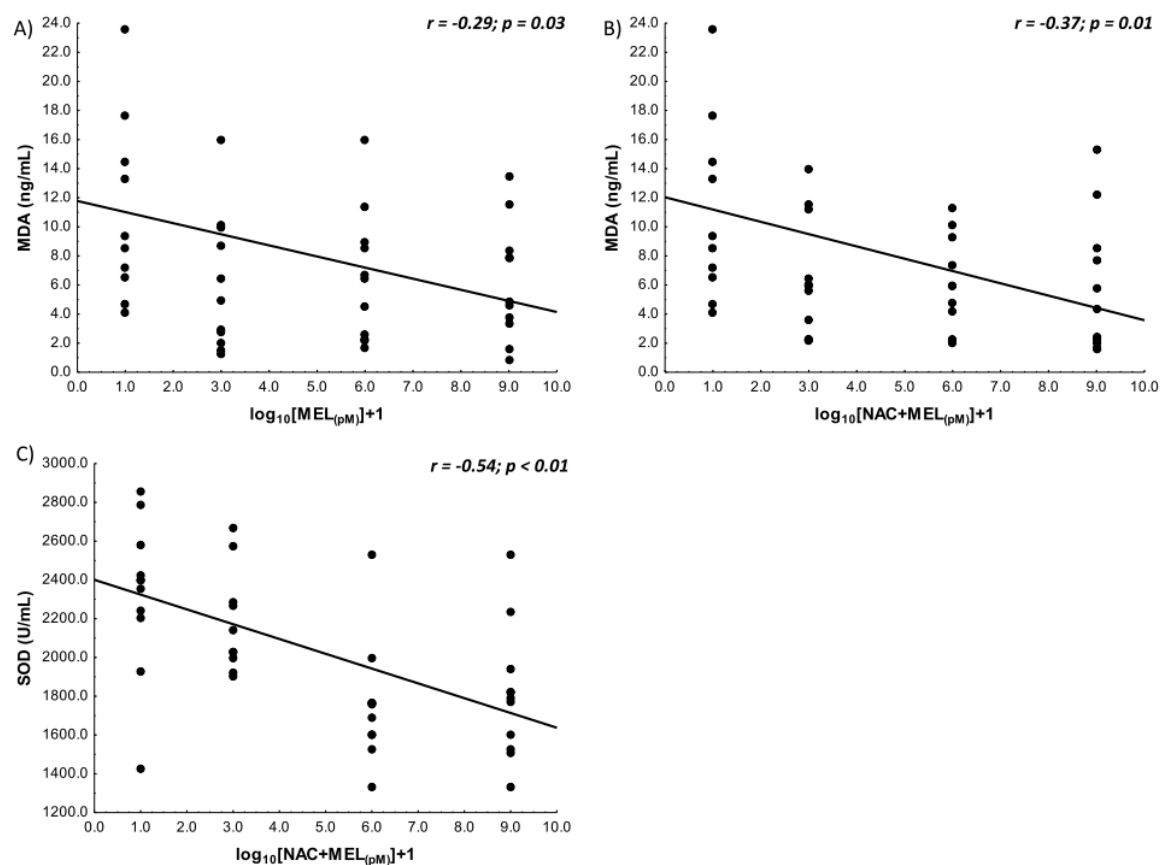 A)
r = -0.29; p = 0.03
24.0
22.0
20.0
18.0
16.0
14.0
12.0
10.0
8.0
6.0
4.0
2.0
0.0
MDA (ng/mL)
0.0 1.0 2.0 3.0 4.0 5.0 6.0 7.0 8.0 9.0 10.0
log₁₀[MEL₍pM₎]+1
B)
r = -0.37; p = 0.01
24.0
22.0
20.0
18.0
16.0
14.0
12.0
10.0
8.0
6.0
4.0
2.0
0.0
MDA (ng/mL)
0.0 1.0 2.0 3.0 4.0 5.0 6.0 7.0 8.0 9.0 10.0
log₁₀[NAC+MEL₍pM₎]+1
C)
r = -0.54; p < 0.01
3000.0
2800.0
2600.0
2400.0
2200.0
2000.0
1800.0
1600.0
1400.0
1200.0
SOD (U/mL)
0.0 1.0 2.0 3.0 4.0 5.0 6.0 7.0 8.0 9.0 10.0
log₁₀[NAC+MEL₍pM₎]+1